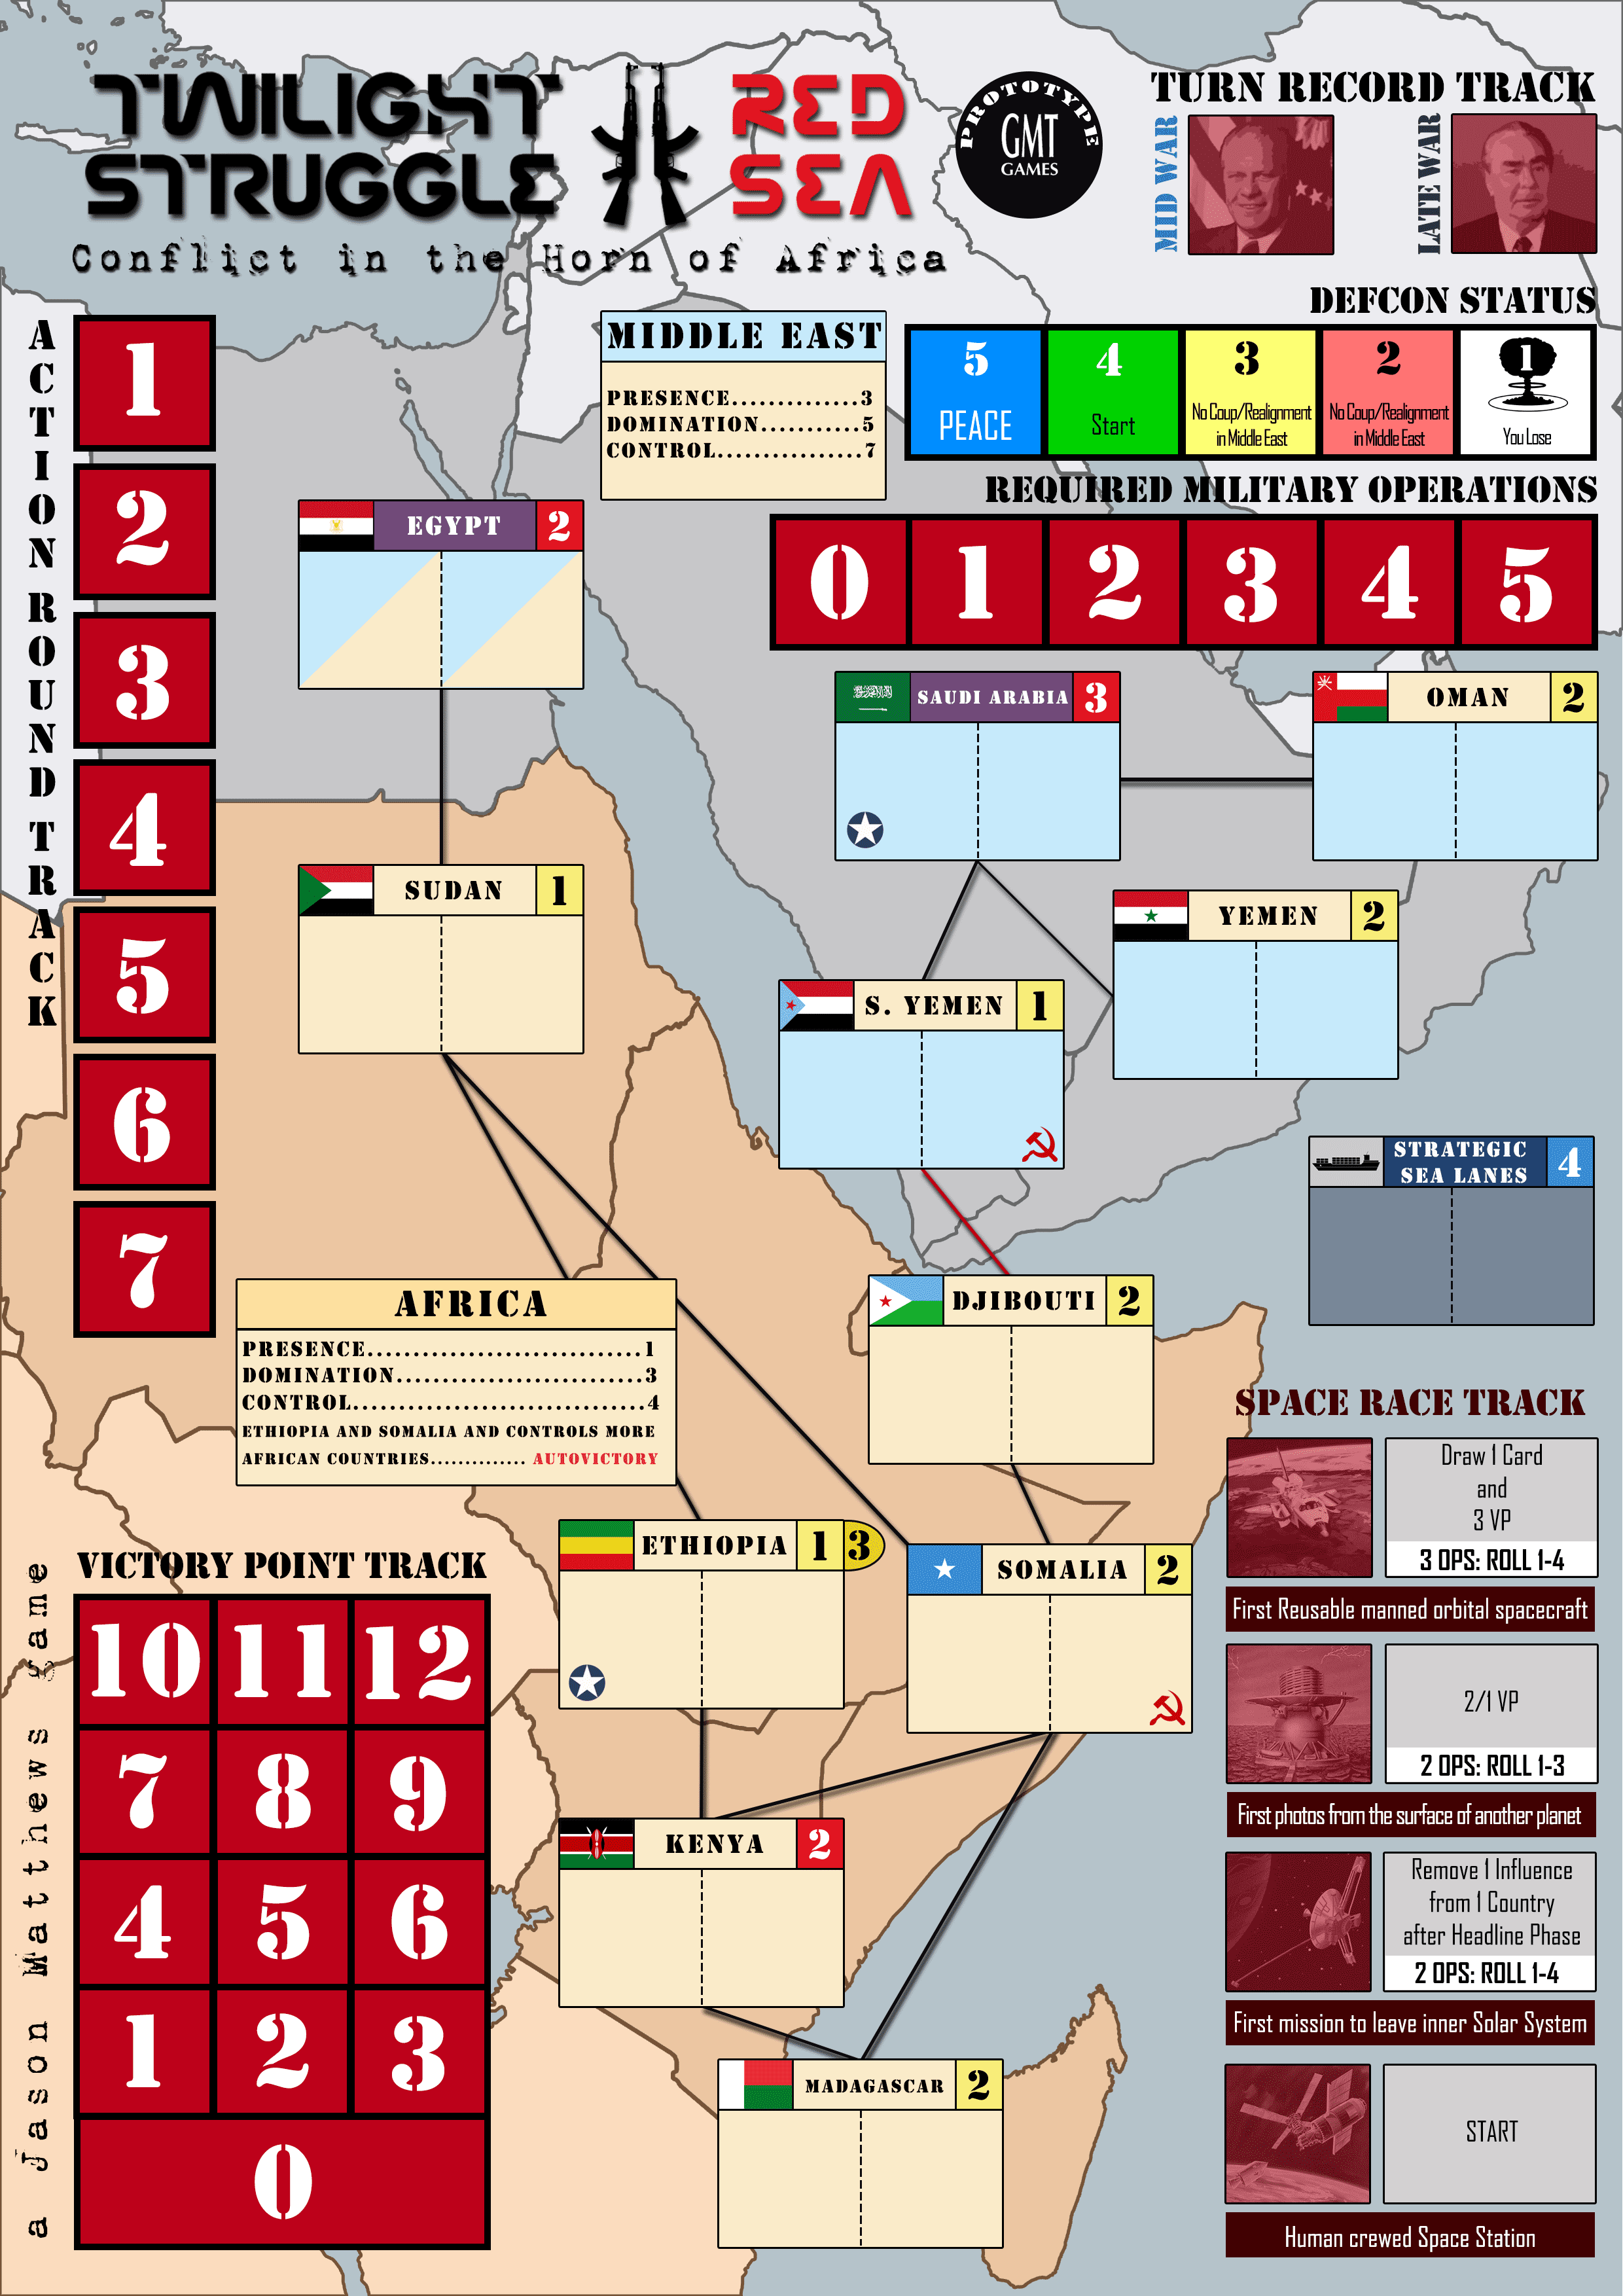 TWILIGHT
STRUGGLE
RED
SEA
Conflict in the Horn of Africa
PROTOTYPE
GMT
GAMES
TURN RECORD TRACK
MID WAR
LATE WAR
DEFCON STATUS
5
PEACE
4
Start
3
No Coup/Realignment
in Middle East
2
No Coup/Realignment
in Middle East
1
You Lose
REQUIRED MILITARY OPERATIONS
0 1 2 3 4 5
ACTION ROUND TRACK
1
2
3
4
5
6
7
MIDDLE EAST
PRESENCE..............3
DOMINATION...........5
CONTROL................7
EGYPT 2
SAUDI ARABIA 3
OMAN 2
SUDAN 1
YEMEN 2
S. YEMEN 1
STRATEGIC
SEA LANES 4
DJIBOUTI 2
AFRICA
PRESENCE..............................1
DOMINATION...........................3
CONTROL................................4
ETHIOPIA AND SOMALIA AND CONTROLS MORE
AFRICAN COUNTRIES.............. AUTOVICTORY
ETHIOPIA 1 3
SOMALIA 2
KENYA 2
MADAGASCAR 2
SPACE RACE TRACK
Draw 1 Card
and
3 VP
3 OPS: ROLL 1-4
First Reusable manned orbital spacecraft
2/1 VP
2 OPS: ROLL 1-3
First photos from the surface of another planet
Remove 1 Influence
from 1 Country
after Headline Phase
2 OPS: ROLL 1-4
First mission to leave inner Solar System
START
Human crewed Space Station
VICTORY POINT TRACK
10 11 12
7 8 9
4 5 6
1 2 3
0
a Jason Matthews game